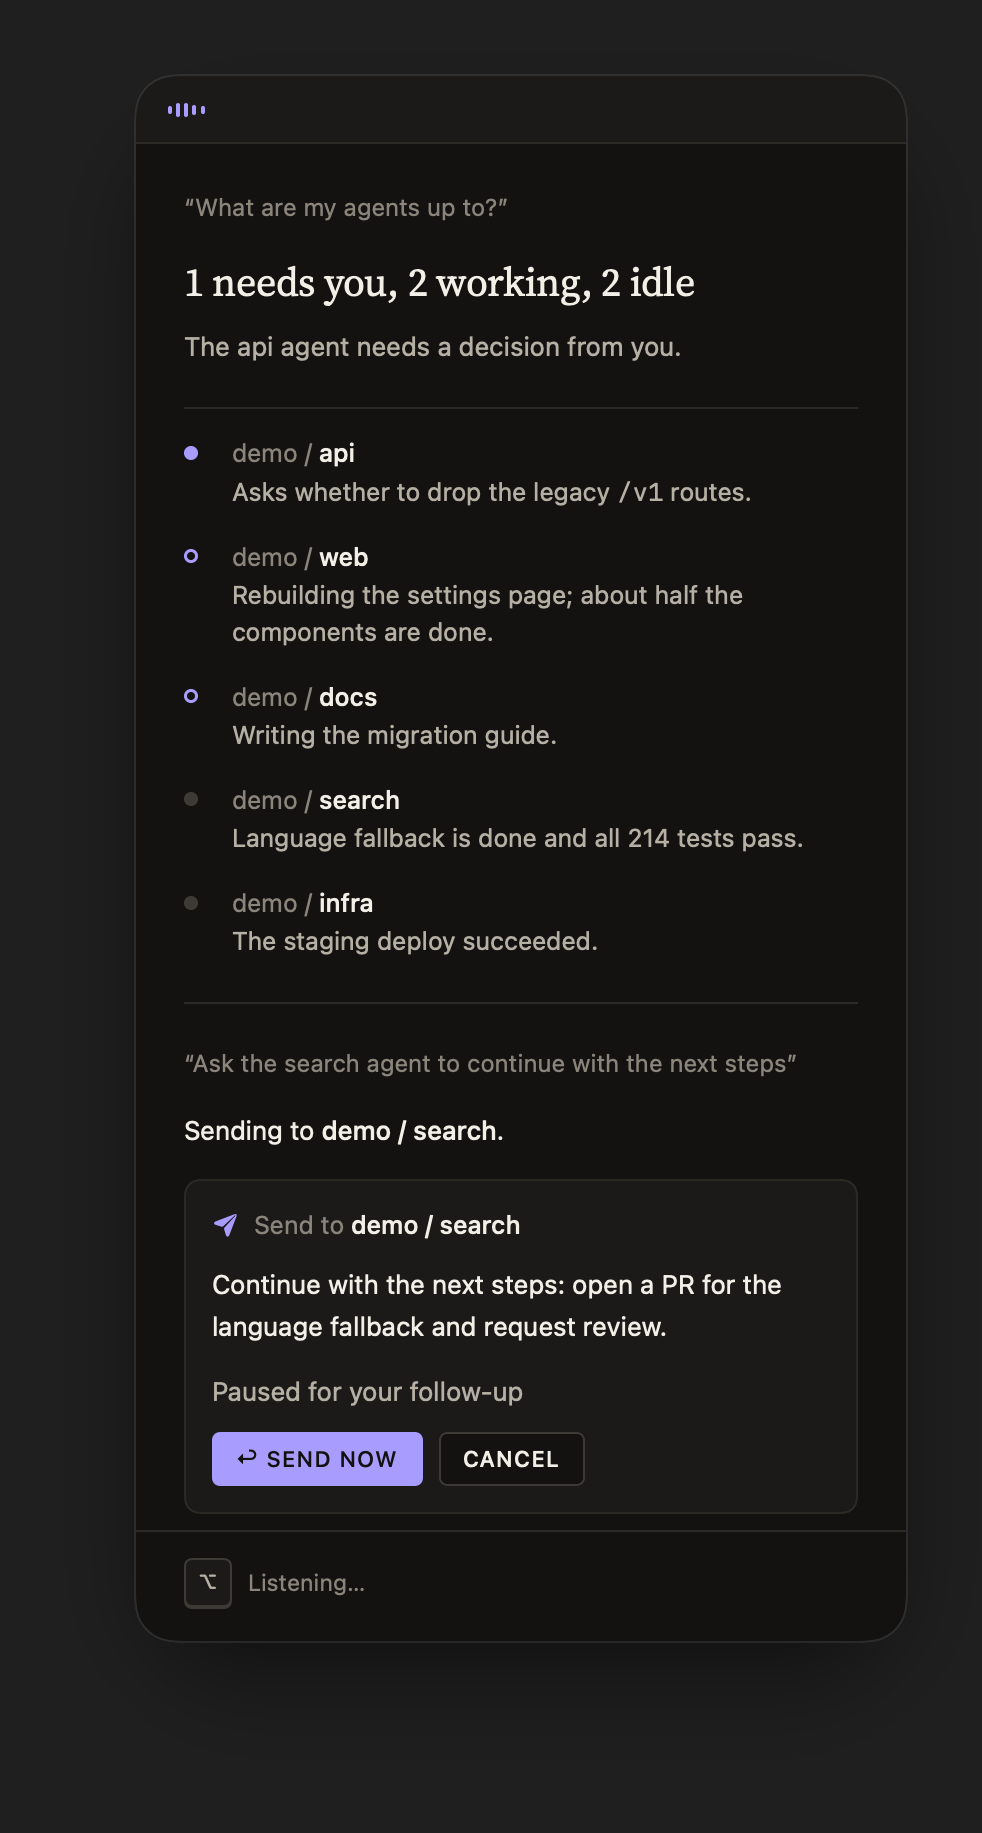 “What are my agents up to?”
1 needs you, 2 working, 2 idle
The api agent needs a decision from you.
demo / api
Asks whether to drop the legacy /v1 routes.
demo / web
Rebuilding the settings page; about half the
components are done.
demo / docs
Writing the migration guide.
demo / search
Language fallback is done and all 214 tests pass.
demo / infra
The staging deploy succeeded.
“Ask the search agent to continue with the next steps”
Sending to demo / search.
Send to demo / search
Continue with the next steps: open a PR for the
language fallback and request review.
Paused for your follow-up
↩ SEND NOW CANCEL
⌥ Listening...